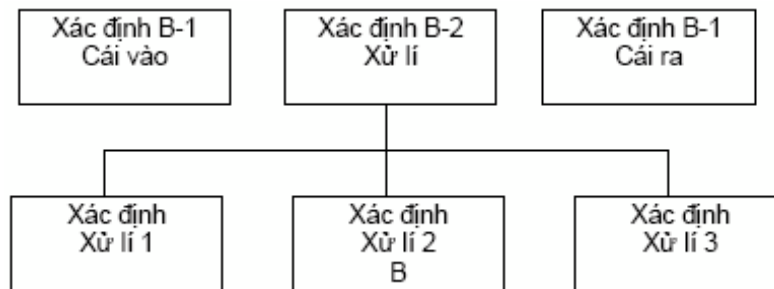 Xác định B-1
Cái vào
Xác định B-2
Xử lí
Xác định B-1
Cái ra
Xác định
Xử lí 1
Xác định
Xử lí 2
B
Xác định
Xử lí 3